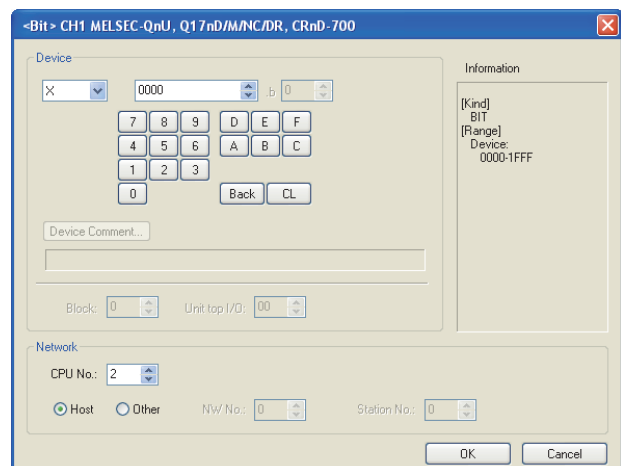 <Bit> CH1 MELSEC-QnU, Q17nD/M/NC/DR, CRnD-700
Device
X 0000 .b 0
7 8 9 D E F
4 5 6 A B C
1 2 3
0 Back CL
Device Comment...
Block: 0 Unit top I/O: 00
Information
[Kind]
BIT
[Range]
Device:
0000-1FFF
Network
CPU No.: 2
Host Other NW No.: 0 Station No.: 0
OK Cancel